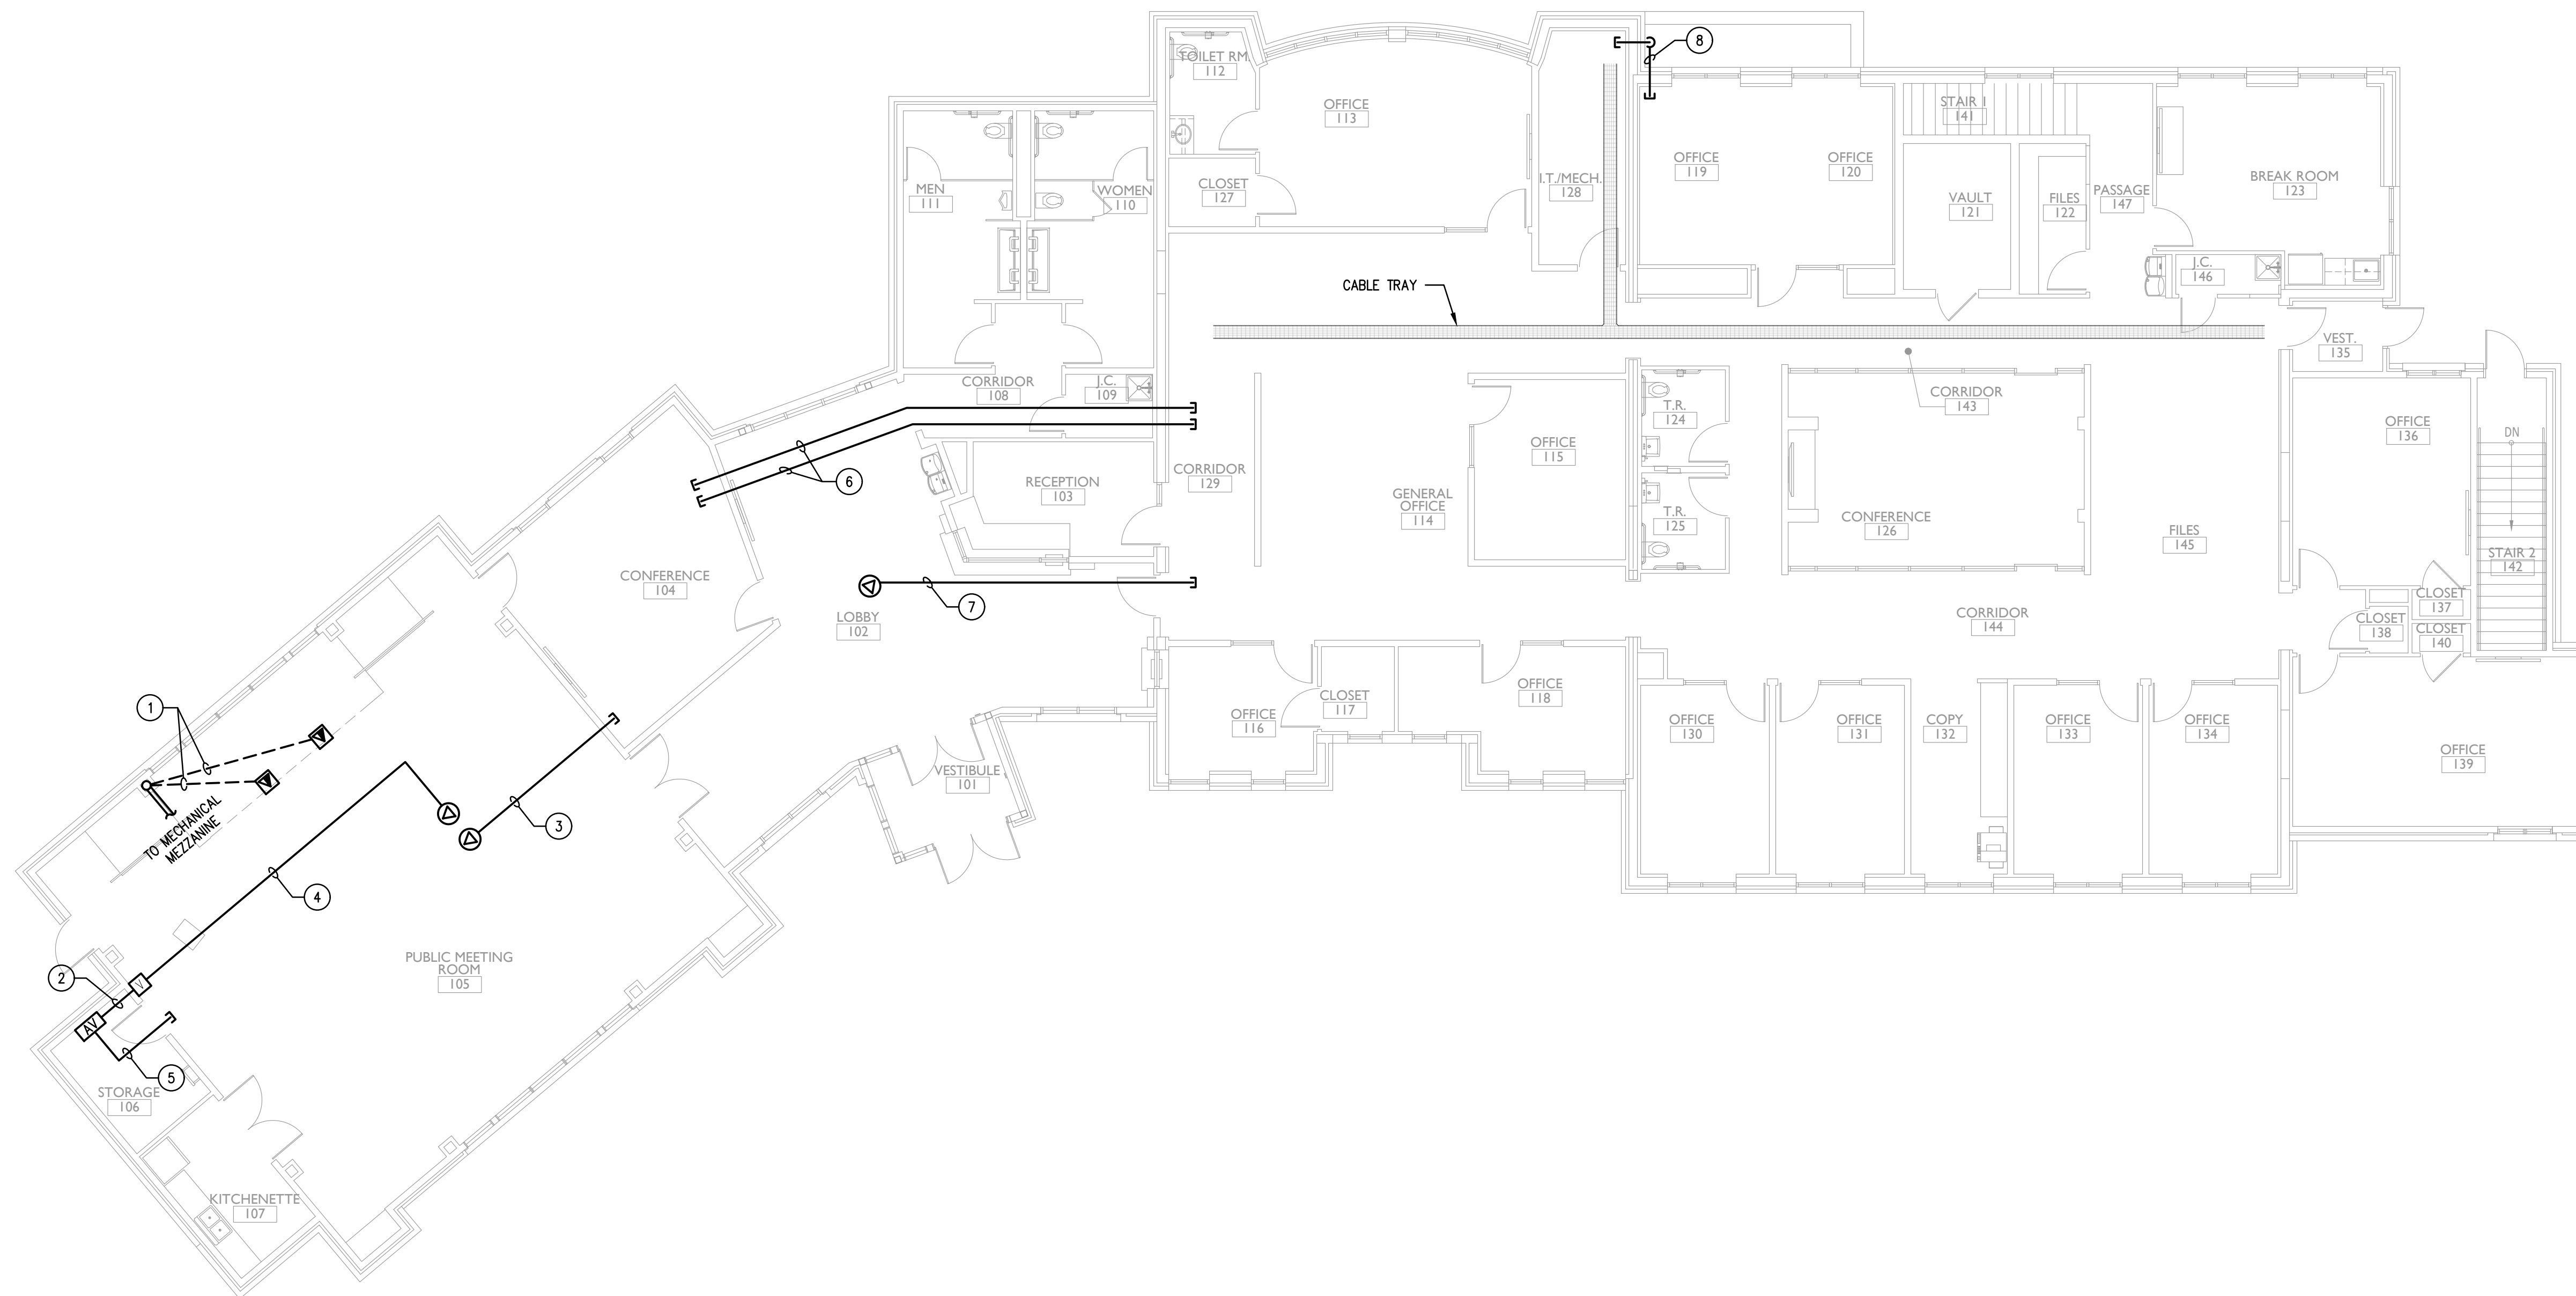 TOILET RM.
112
OFFICE
113
8
STAIR 1
141
MEN
111
WOMEN
110
CLOSET
127
I.T./MECH.
128
OFFICE
119
OFFICE
120
VAULT
121
FILES
122
PASSAGE
147
BREAK ROOM
123
J.C.
146
CABLE TRAY
VEST.
135
CORRIDOR
108
J.C.
109
T.R.
124
CORRIDOR
143
OFFICE
136
DN
RECEPTION
103
6
CORRIDOR
129
GENERAL
OFFICE
114
OFFICE
115
T.R.
125
CONFERENCE
126
FILES
145
STAIR 2
142
CONFERENCE
104
7
LOBBY
102
CORRIDOR
144
CLOSET
137
CLOSET
138
CLOSET
140
1
OFFICE
116
CLOSET
117
OFFICE
118
OFFICE
130
OFFICE
131
COPY
132
OFFICE
133
OFFICE
134
OFFICE
139
VESTIBULE
101
TO MECHANICAL
MEZZANINE
3
4
PUBLIC MEETING
ROOM
105
2
V
AV
5
STORAGE
106
KITCHENETTE
107